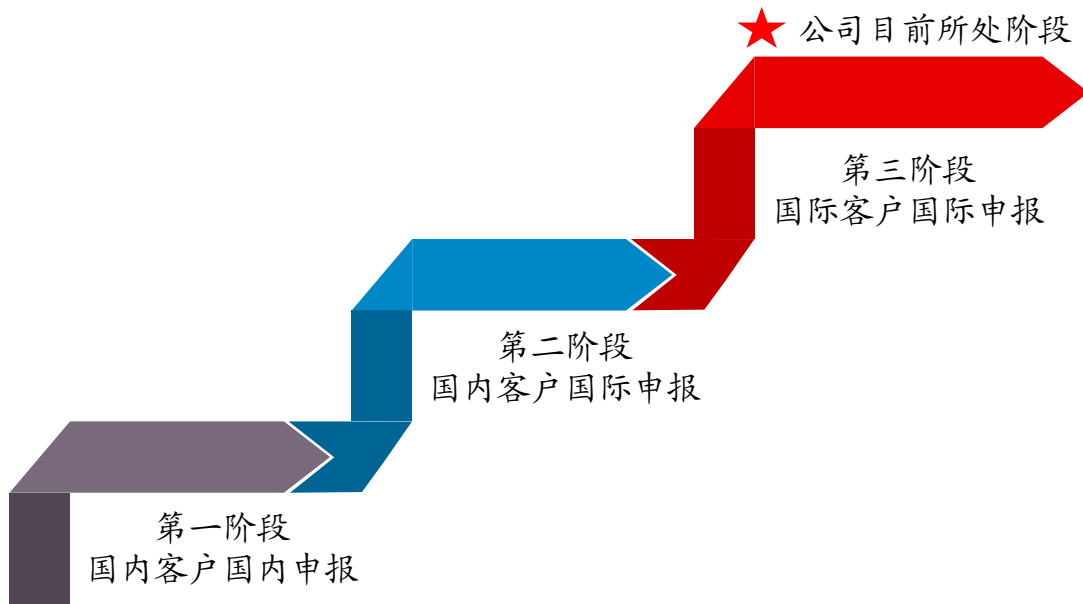 公司目前所处阶段
第三阶段
国际客户国际申报
第二阶段
国内客户国际申报
第一阶段
国内客户国内申报